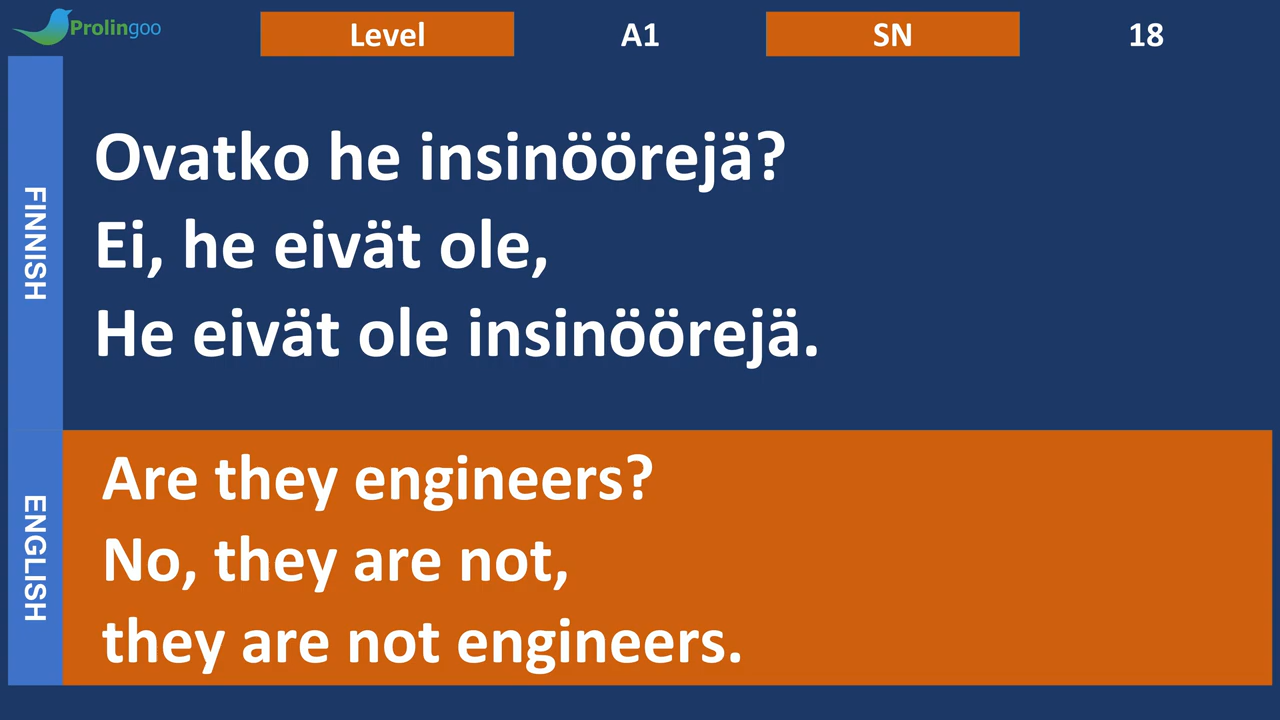 Prolingoo
Level A1 SN 18
FINNISH
Ovatko he insinöörejä?
Ei, he eivät ole,
He eivät ole insinöörejä.
ENGLISH
Are they engineers?
No, they are not,
they are not engineers.